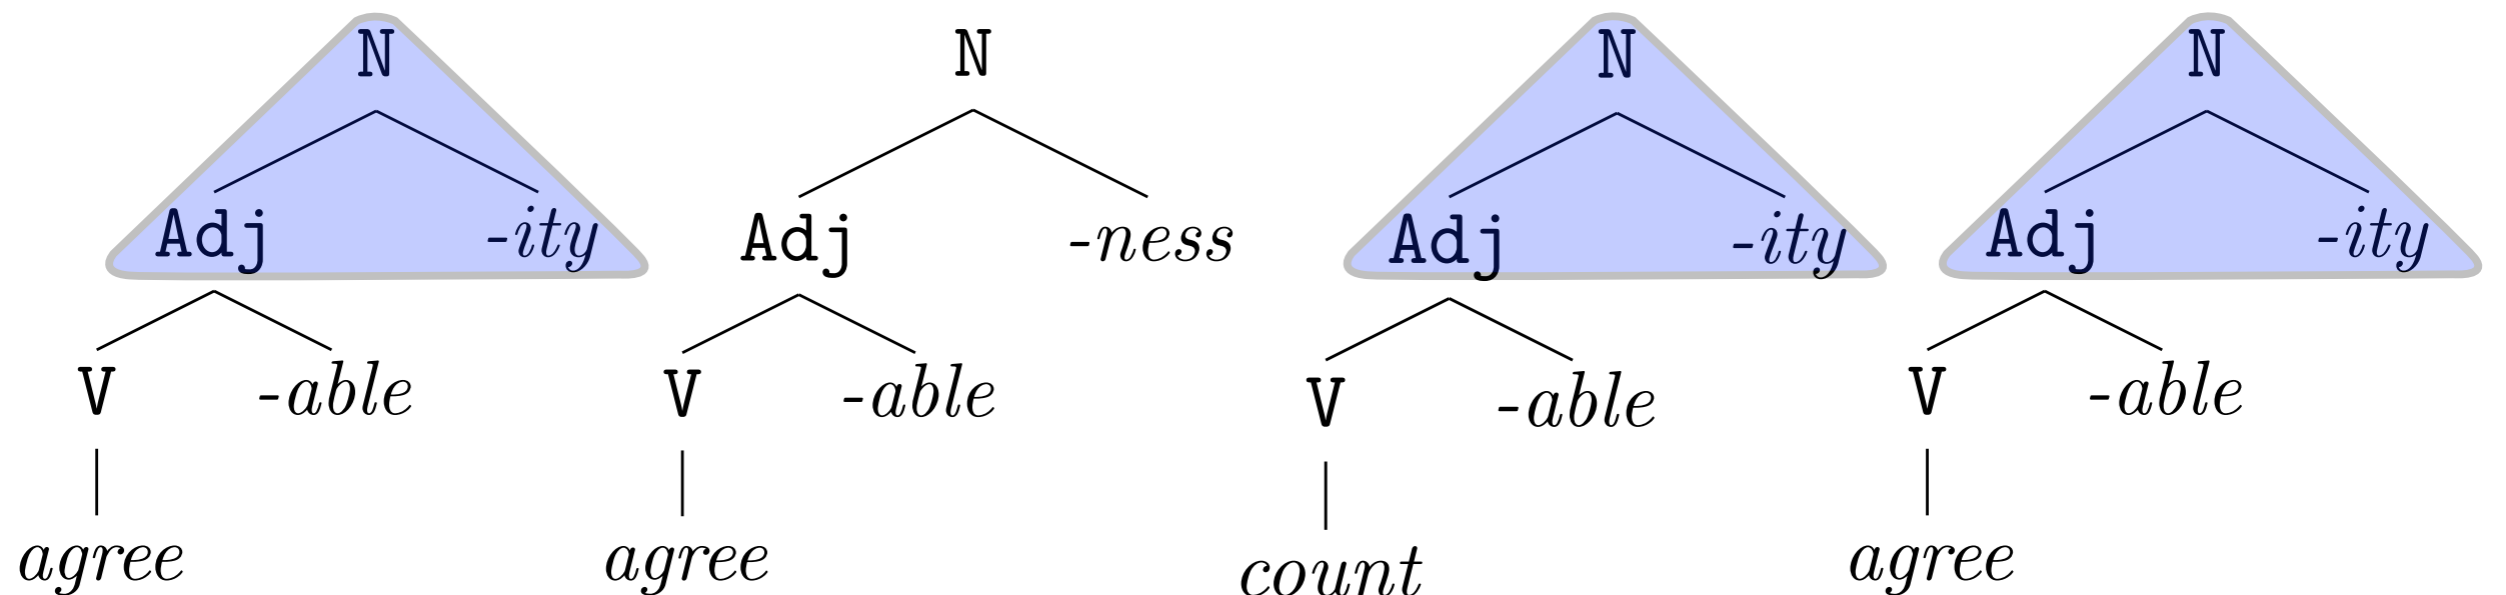 N N N N
Adj -ity Adj -ness Adj -ity Adj -ity
V -able V -able V -able V -able
agree agree count agree